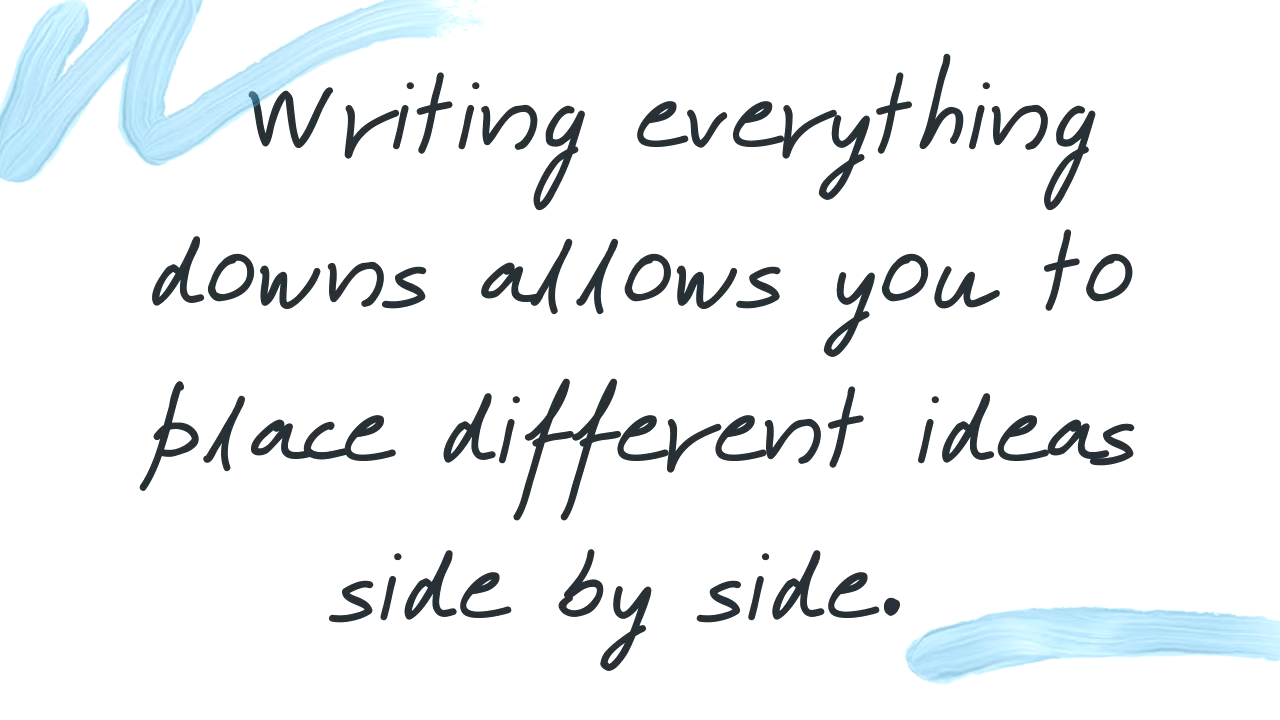 Writing everything
downs allows you to
place different ideas
side by side.